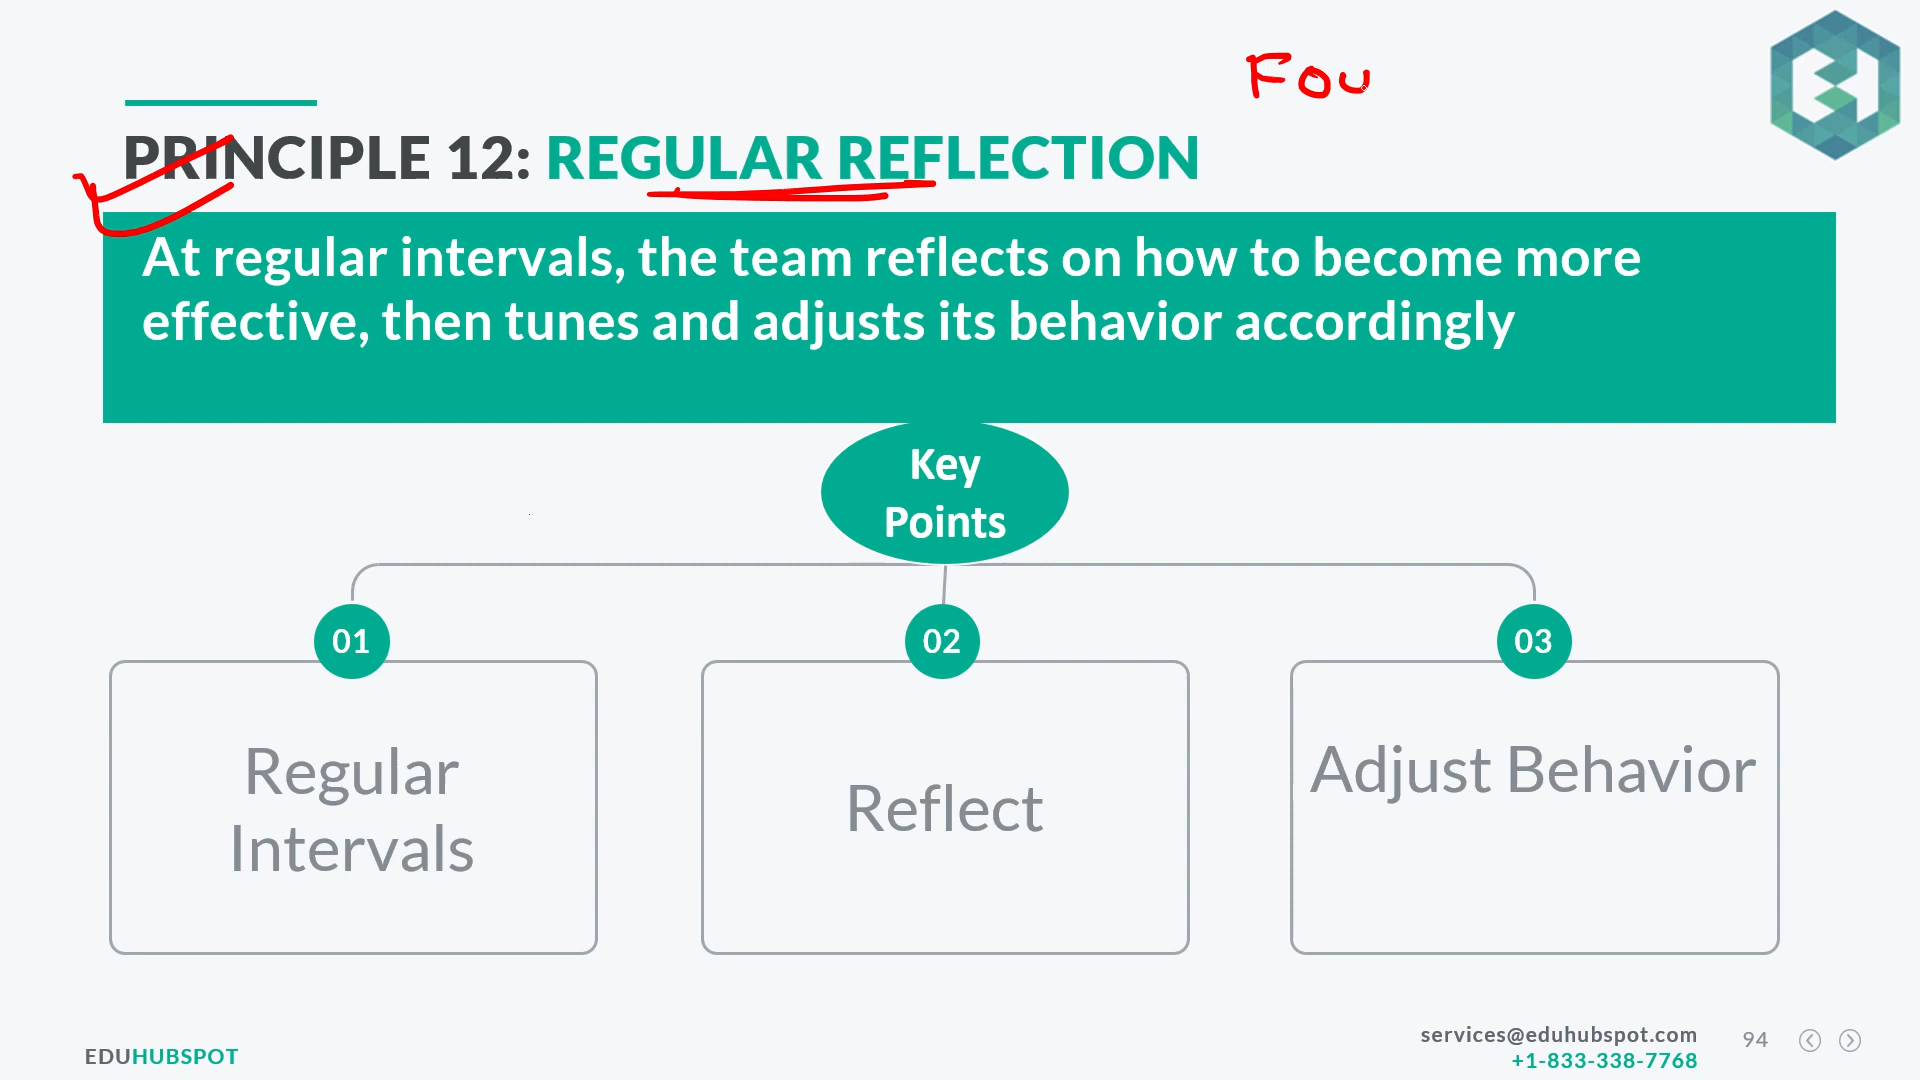 Fou
PRINCIPLE 12: REGULAR REFLECTION
At regular intervals, the team reflects on how to become more
effective, then tunes and adjusts its behavior accordingly
Key
Points
01
Regular
Intervals
02
Reflect
03
Adjust Behavior
EDUHUBSPOT
services@eduhubspot.com
+1-833-338-7768
94